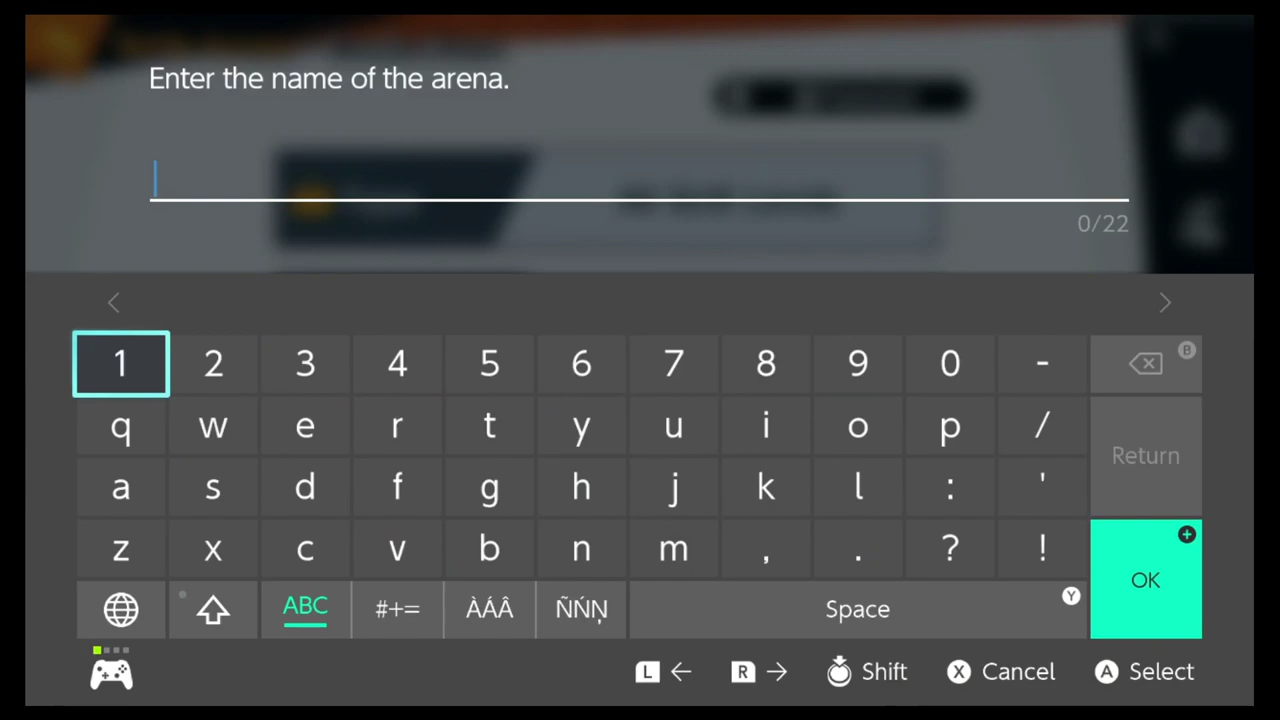 Enter the name of the arena.
0/22
1 2 3 4 5 6 7 8 9 0 - B
q w e r t y u i o p /
Return
a s d f g h j k l : '
z x c v b n m , . ? !
OK
ABC #+= ÀÁÂ ÑŃŅ Space Y
L ← R → Shift X Cancel A Select